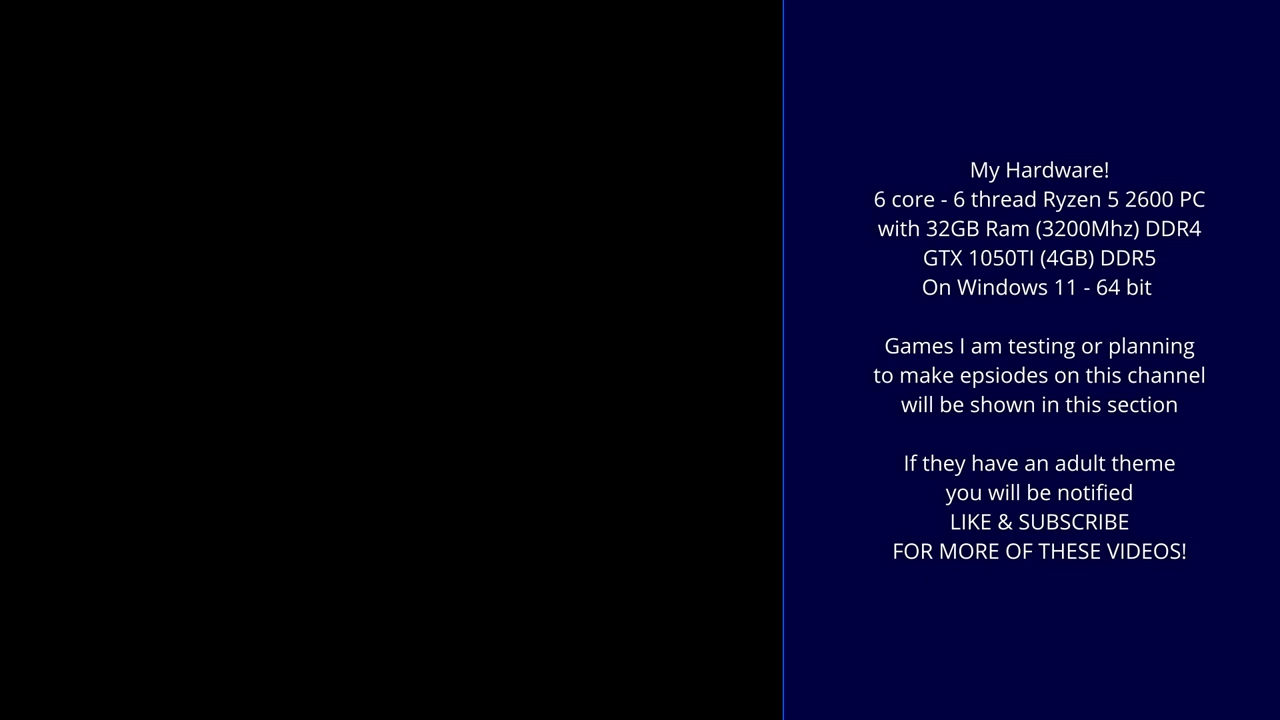 My Hardware!
6 core - 6 thread Ryzen 5 2600 PC
with 32GB Ram (3200Mhz) DDR4
GTX 1050TI (4GB) DDR5
On Windows 11 - 64 bit
Games I am testing or planning
to make epsiodes on this channel
will be shown in this section
If they have an adult theme
you will be notified
LIKE & SUBSCRIBE
FOR MORE OF THESE VIDEOS!